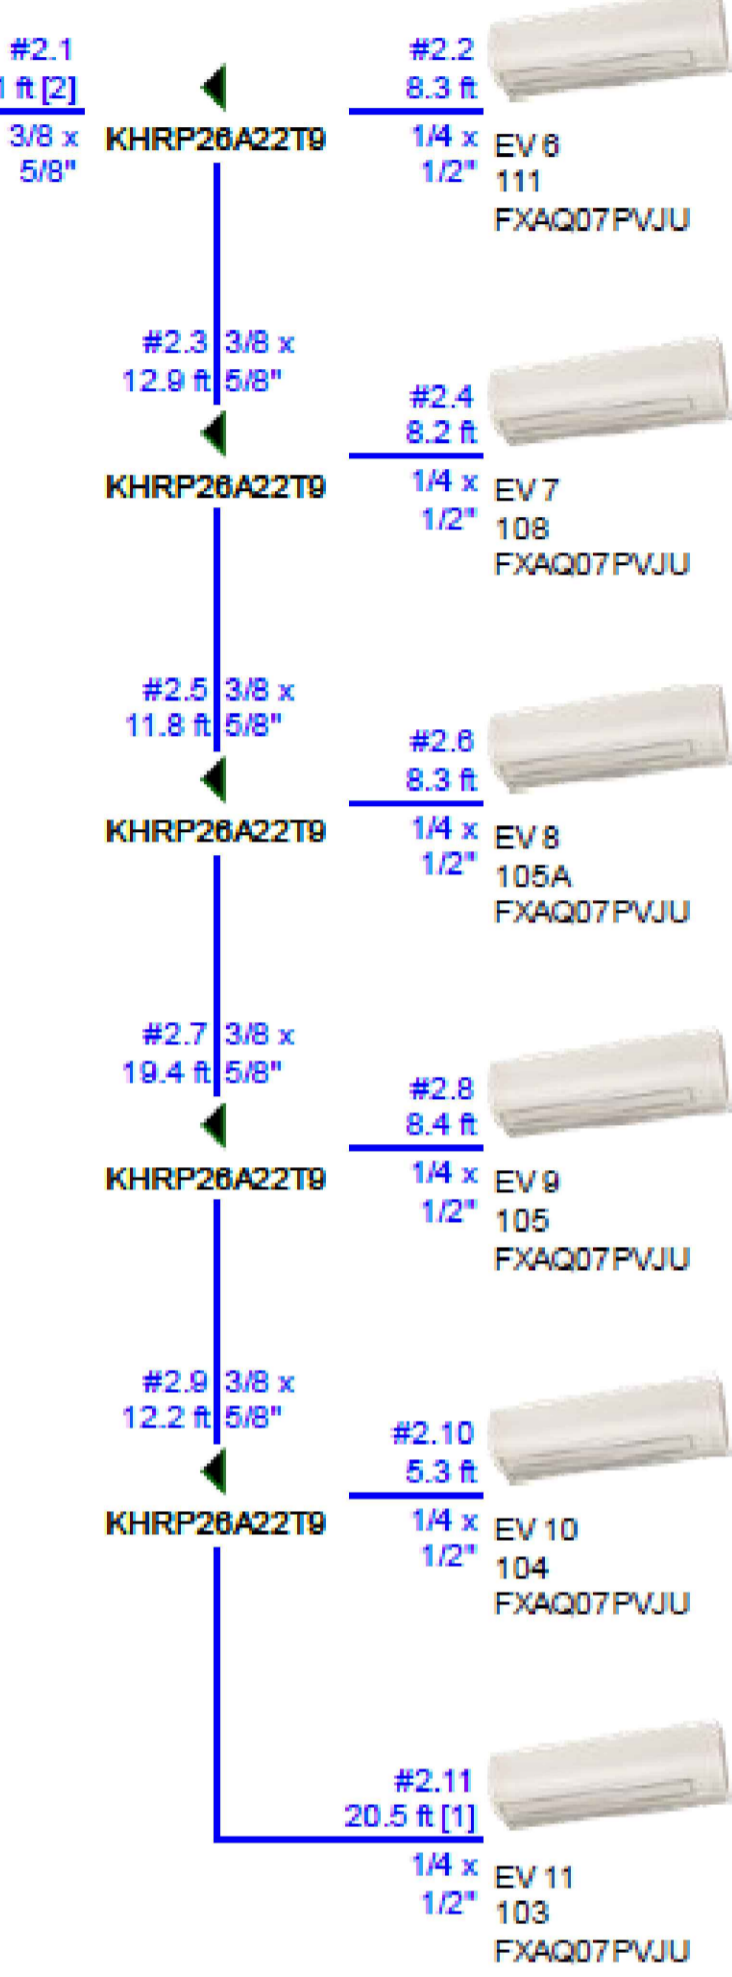 #2.1
1 ft [2]
3/8 x
5/8"
KHRP26A22T9
#2.2
8.3 ft
1/4 x
1/2"
EV 6
111
FXAQ07PVJU
#2.3 3/8 x
12.9 ft 5/8"
KHRP26A22T9
#2.4
8.2 ft
1/4 x
1/2"
EV 7
108
FXAQ07PVJU
#2.5 3/8 x
11.8 ft 5/8"
KHRP26A22T9
#2.6
8.3 ft
1/4 x
1/2"
EV 8
105A
FXAQ07PVJU
#2.7 3/8 x
19.4 ft 5/8"
KHRP26A22T9
#2.8
8.4 ft
1/4 x
1/2"
EV 9
105
FXAQ07PVJU
#2.9 3/8 x
12.2 ft 5/8"
KHRP26A22T9
#2.10
5.3 ft
1/4 x
1/2"
EV 10
104
FXAQ07PVJU
#2.11
20.5 ft [1]
1/4 x
1/2"
EV 11
103
FXAQ07PVJU